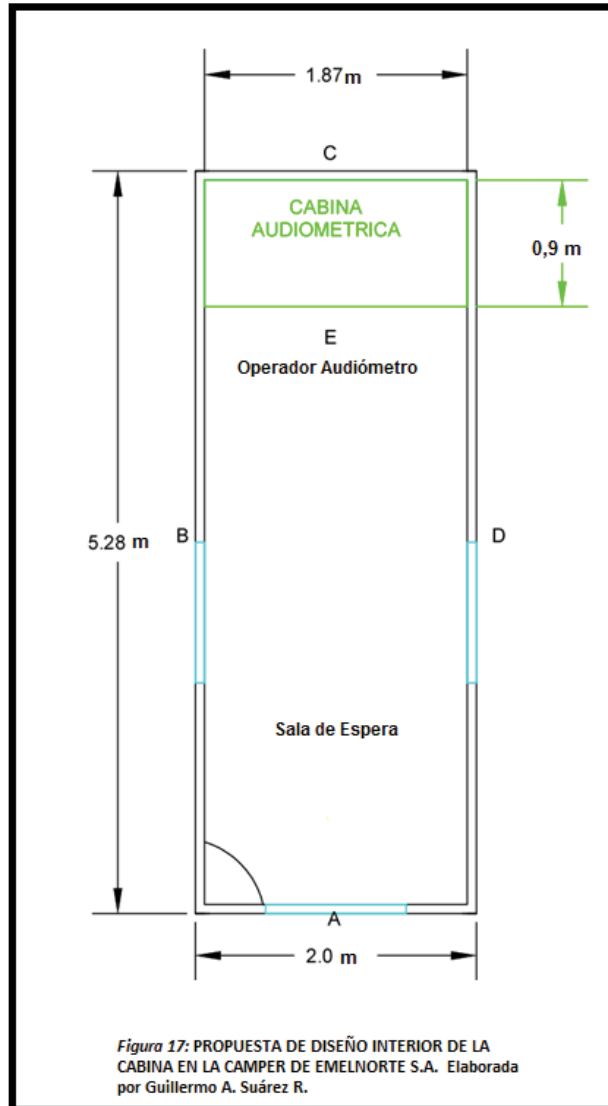 1.87m
C
CABINA
AUDIOMETRICA
0,9 m
E
Operador Audiómetro
B
D
5.28 m
Sala de Espera
A
2.0 m
Figura 17: PROPUESTA DE DISEÑO INTERIOR DE LA
CABINA EN LA CAMPER DE EMELNORTE S.A. Elaborada
por Guillermo A. Suárez R.